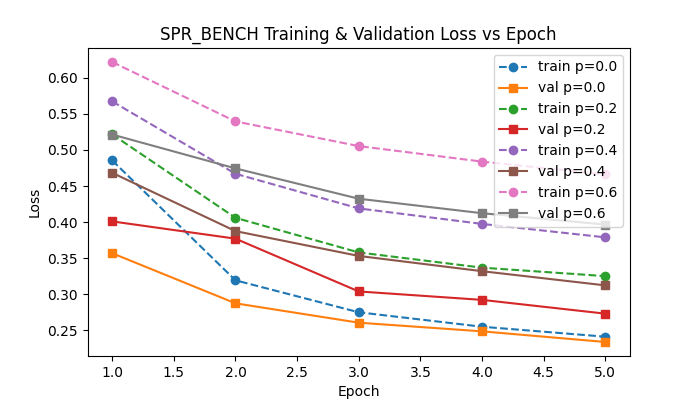 SPR_BENCH Training & Validation Loss vs Epoch
Loss
0.60
0.55
0.50
0.45
0.40
0.35
0.30
0.25
train p=0.0
val p=0.0
train p=0.2
val p=0.2
train p=0.4
val p=0.4
train p=0.6
val p=0.6
1.0 1.5 2.0 2.5 3.0 3.5 4.0 4.5 5.0
Epoch